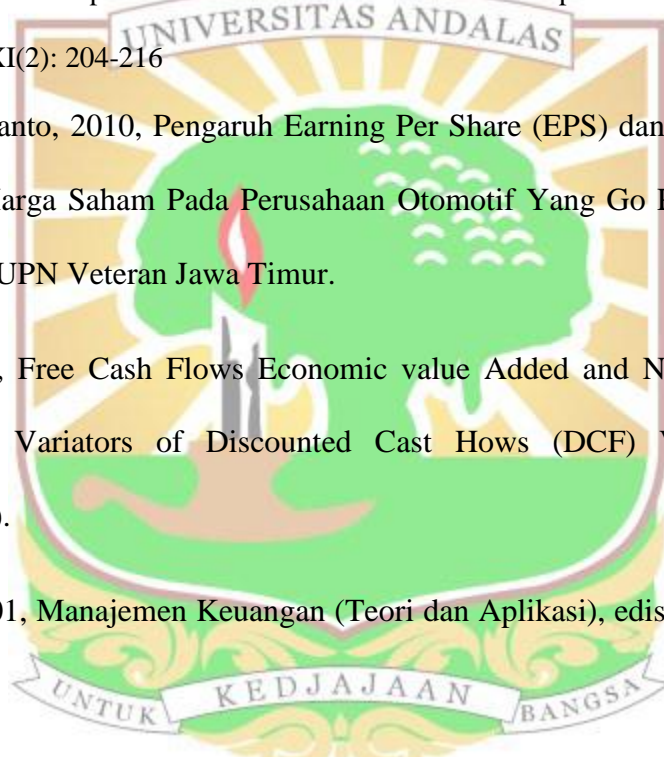 UNIVERSITAS ANDALAS
XI(2): 204-216
anto, 2010, Pengaruh Earning Per Share (EPS) dan
Harga Saham Pada Perusahaan Otomotif Yang Go
UPN Veteran Jawa Timur.
, Free Cash Flows Economic value Added and N
Variators of Discounted Cast Hows (DCF)
).
01, Manajemen Keuangan (Teori dan Aplikasi), edis
UNTUK KEDJAJAAN BANGSA